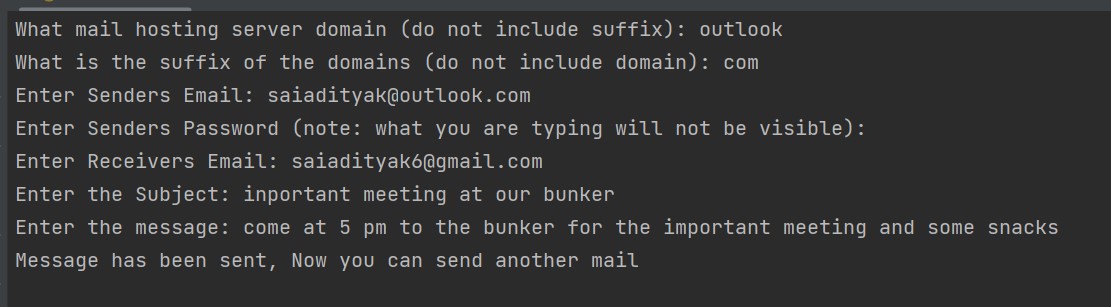 What mail hosting server domain (do not include suffix): outlook
What is the suffix of the domains (do not include domain): com
Enter Senders Email: saiadityak@outlook.com
Enter Senders Password (note: what you are typing will not be visible):
Enter Receivers Email: saiadityak6@gmail.com
Enter the Subject: inportant meeting at our bunker
Enter the message: come at 5 pm to the bunker for the important meeting and some snacks
Message has been sent, Now you can send another mail